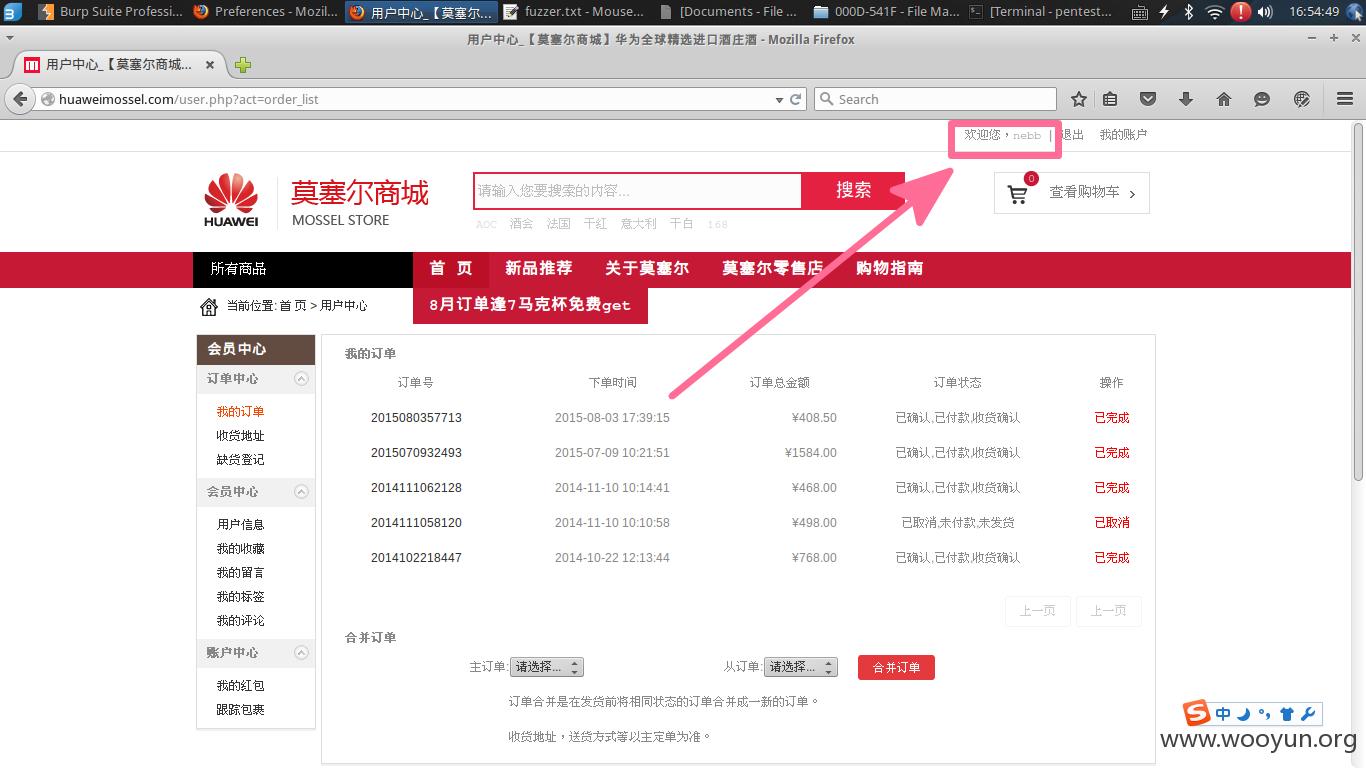 Burp Suite Professi... Preferences - Mozil... 用户中心_【莫塞尔... fuzzer.txt - Mouse... [Documents - File ... 000D-541F - File Ma... [Terminal - pentest... 16:54:49
用户中心_【莫塞尔商城】华为全球精选进口酒庄酒 - Mozilla Firefox
用户中心_【莫塞尔商城...
huaweimossel.com/user.php?act=order_list Search
欢迎您，nebb | 退出 我的账户
HUAWEI 莫塞尔商城 MOSSEL STORE
请输入您要搜索的内容... 搜索
0 查看购物车 >
AOC 酒会 法国 干红 意大利 干白 168
所有商品 首 页 新品推荐 关于莫塞尔 莫塞尔零售店 购物指南
8月订单逢7马克杯免费get
当前位置: 首 页 > 用户中心
会员中心
订单中心
我的订单
收货地址
缺货登记
会员中心
用户信息
我的收藏
我的留言
我的标签
我的评论
账户中心
我的红包
跟踪包裹
我的订单
订单号 下单时间 订单总金额 订单状态 操作
2015080357713 2015-08-03 17:39:15 ¥408.50 已确认,已付款,收货确认 已完成
2015070932493 2015-07-09 10:21:51 ¥1584.00 已确认,已付款,收货确认 已完成
2014111062128 2014-11-10 10:14:41 ¥468.00 已确认,已付款,收货确认 已完成
2014111058120 2014-11-10 10:10:58 ¥498.00 已取消,未付款,未发货 已取消
2014102218447 2014-10-22 12:13:44 ¥768.00 已确认,已付款,收货确认 已完成
上一页 上一页
合并订单
主订单: 请选择... 从订单: 请选择... 合并订单
订单合并是在发货前将相同状态的订单合并成一新的订单。
收货地址，送货方式等以主定单为准。
S 中
www.wooyun.org